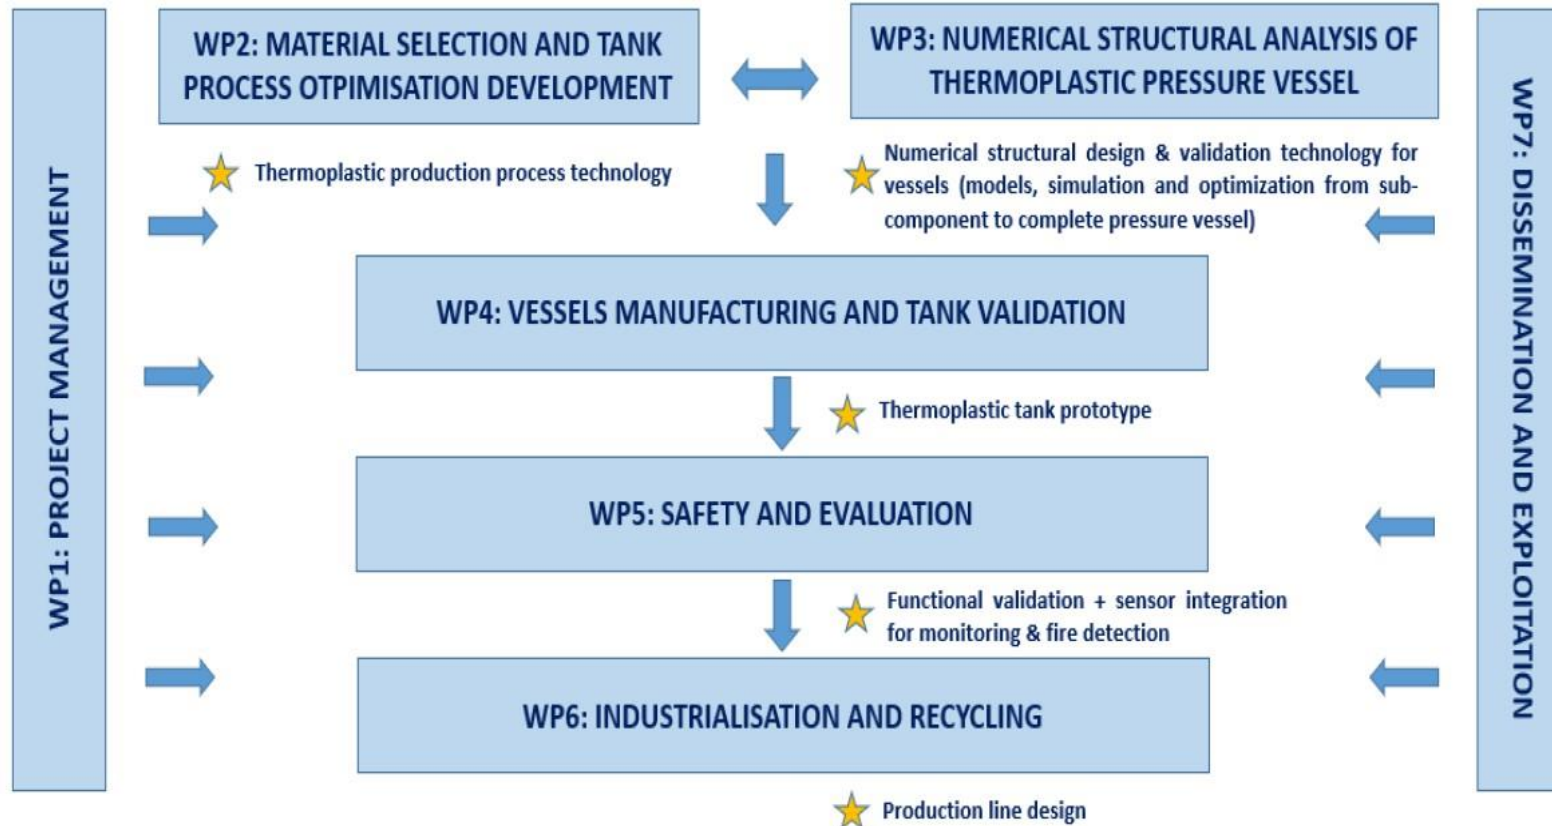 WP1: PROJECT MANAGEMENT
WP2: MATERIAL SELECTION AND TANK
PROCESS OTPIMISATION DEVELOPMENT
WP3: NUMERICAL STRUCTURAL ANALYSIS OF
THERMOPLASTIC PRESSURE VESSEL
Thermoplastic production process technology
Numerical structural design & validation technology for
vessels (models, simulation and optimization from sub-
component to complete pressure vessel)
WP4: VESSELS MANUFACTURING AND TANK VALIDATION
Thermoplastic tank prototype
WP5: SAFETY AND EVALUATION
Functional validation + sensor integration
for monitoring & fire detection
WP6: INDUSTRIALISATION AND RECYCLING
Production line design
WP7: DISSEMINATION AND EXPLOITATION